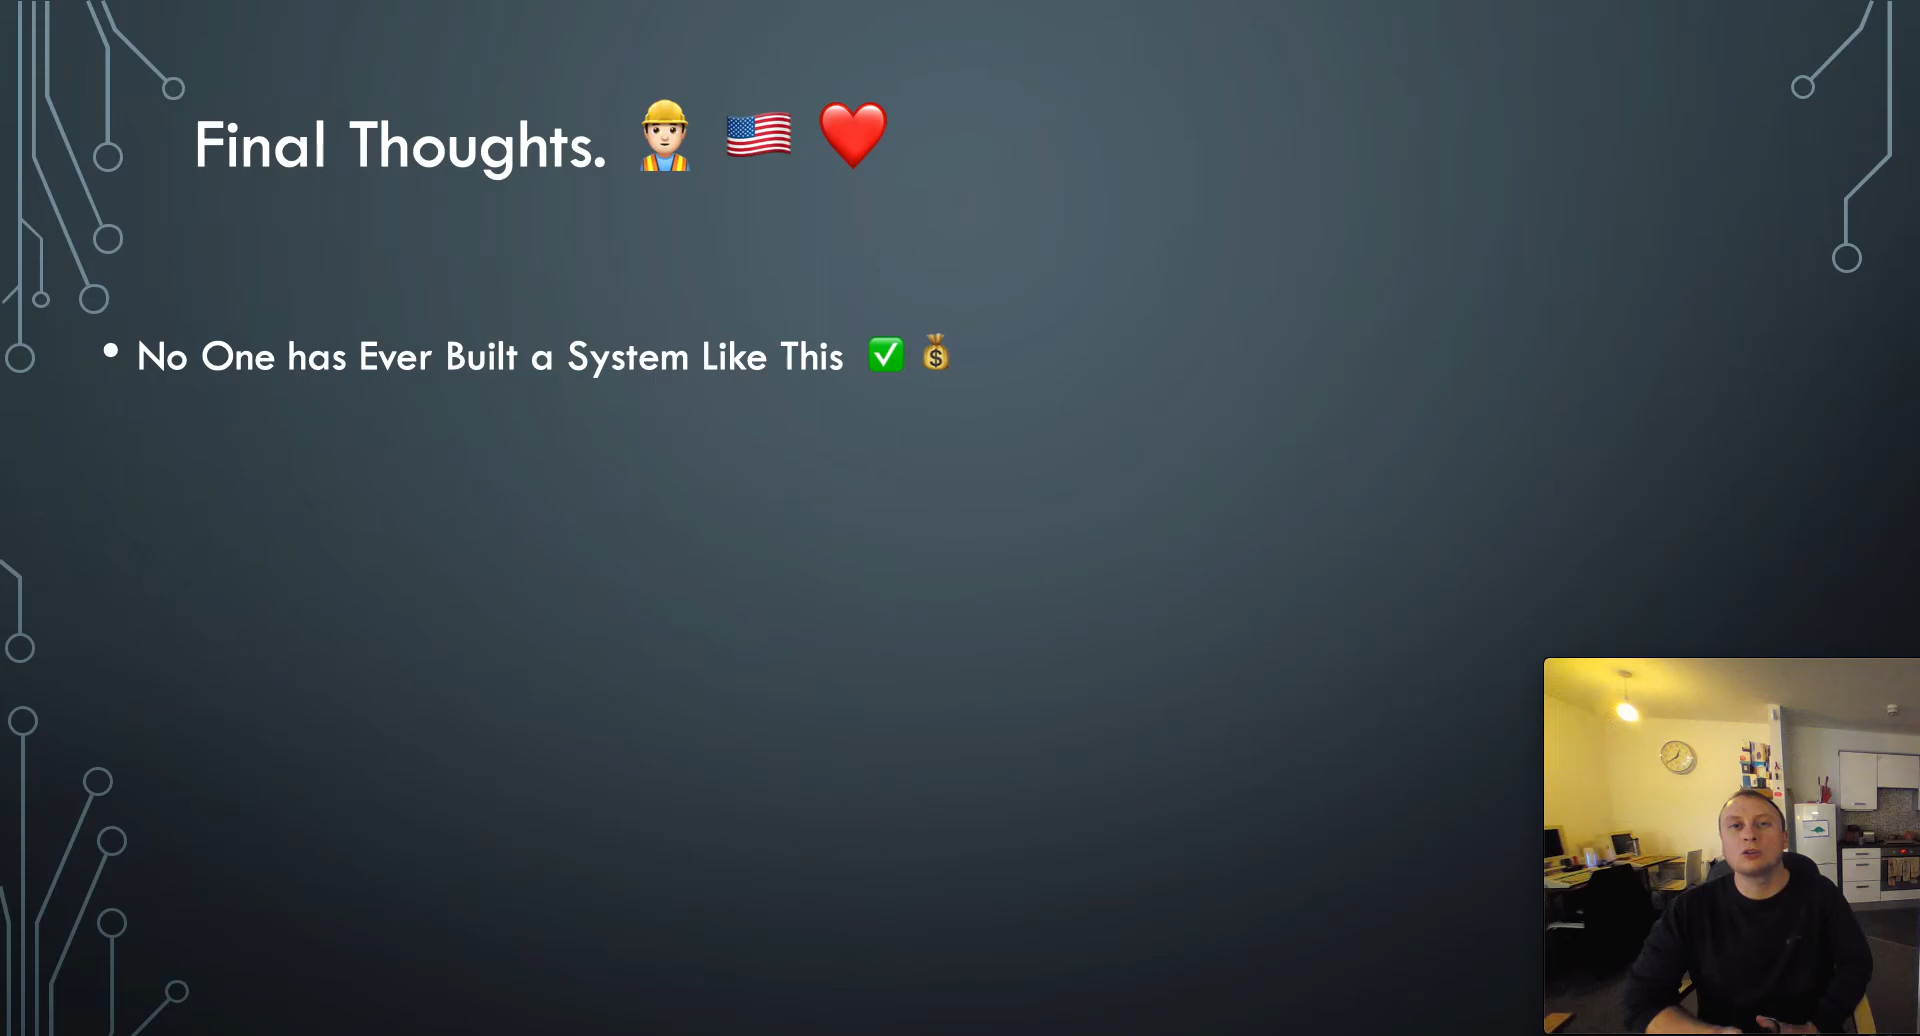 Final Thoughts. 👷🏻‍♂️ 🇺🇸 ❤️
• No One has Ever Built a System Like This ✅ 💰